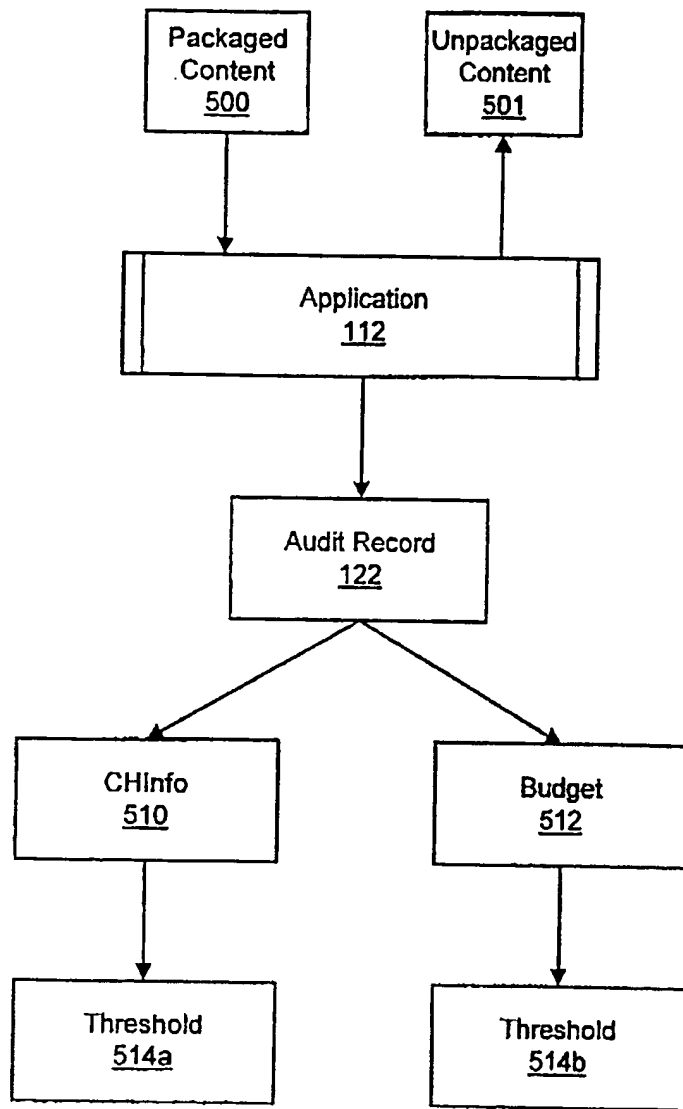 Packaged
Content
500
Unpackaged
Content
501
Application
112
Audit Record
122
CHInfo
510
Budget
512
Threshold
514a
Threshold
514b